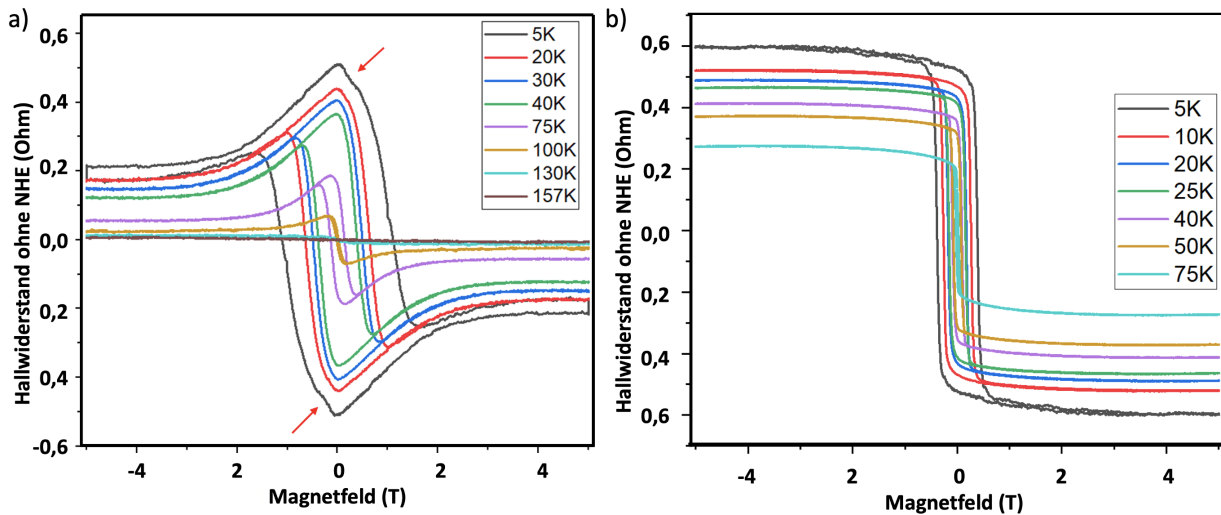 a)
Hallwiderstand ohne NHE (Ohm)
0,6
0,4
0,2
0,0
0,2
0,4
-0,6
-4
2
0
2
4
Magnetfeld (T)
5K
20K
30K
40K
75K
100K
130K
157K
b)
Hallwiderstand ohne NHE (Ohm)
0,6
0,4
0,2
0,0
0,2
0,4
0,6
-4
-2
0
2
4
Magnetfeld (T)
5K
10K
20K
25K
40K
50K
75K